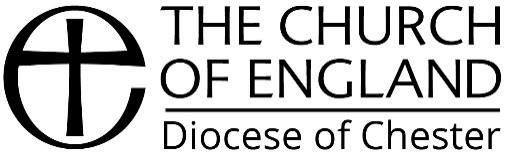 THE CHURCH
OF ENGLAND
Diocese of Chester